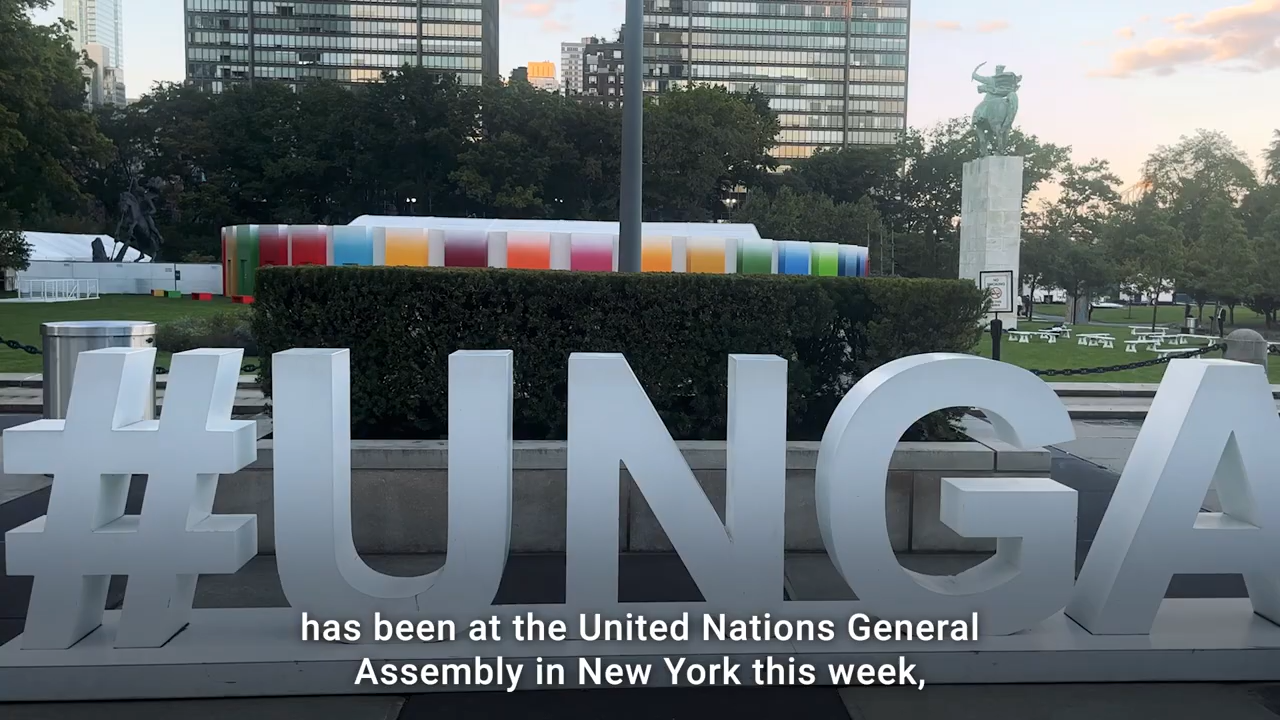 #UNGA
has been at the United Nations General
Assembly in New York this week,